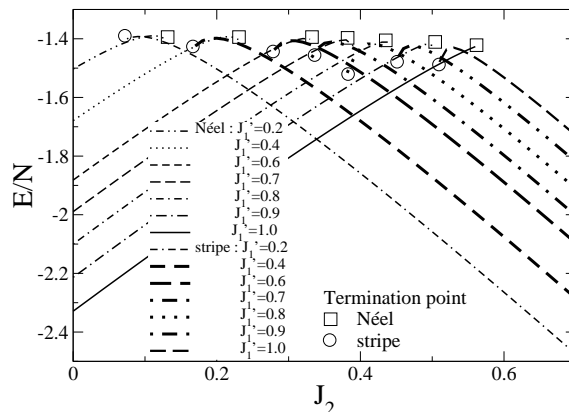 E/N
-1.2
-1.4
-1.6
-1.8
-2
-2.2
-2.4
Néel : J₁'=0.2
J₁'=0.4
J₁'=0.6
J₁'=0.7
J₁'=0.8
J₁'=0.9
J₁'=1.0
stripe : J₁'=0.2
J₁'=0.4
J₁'=0.6
J₁'=0.7
J₁'=0.8
J₁'=0.9
J₁'=1.0
Termination point
Néel
stripe
0 0.2 0.4 0.6
J₂